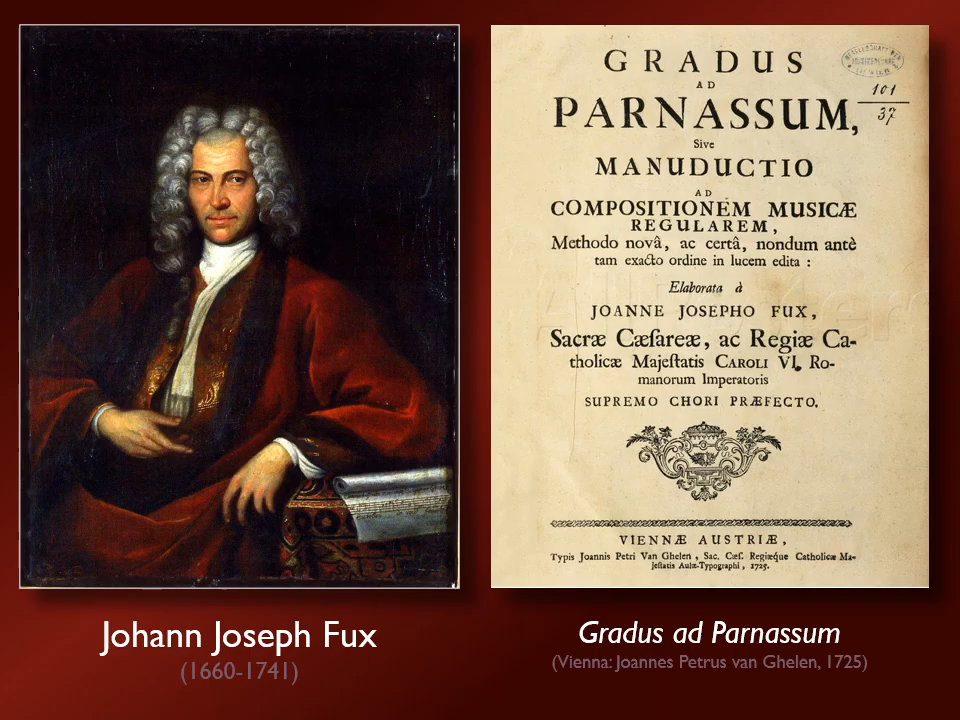 GRADUS
AD
PARNASSUM,
Sive
MANUDUCTIO
AD
COMPOSITIONEM MUSICÆ
REGULAREM,
Methodo novâ, ac certâ, nondum antè
tam exacto ordine in lucem edita :
Elaborata à
JOANNE JOSEPHO FUX,
Sacræ Cæſareæ, ac Regiæ Ca-
tholicæ Majeſtatis CAROLI VI. Ro-
manorum Imperatoris
SUPREMO CHORI PRÆFECTO.
VIENNÆ AUSTRIÆ,
Typis Joannis Petri Van Ghelen, Sac. Cæſ. Regiæque Catholicæ Ma-
jeſtatis Aulæ-Typographi, 1725.
101
37
Johann Joseph Fux
(1660-1741)
Gradus ad Parnassum
(Vienna: Joannes Petrus van Ghelen, 1725)